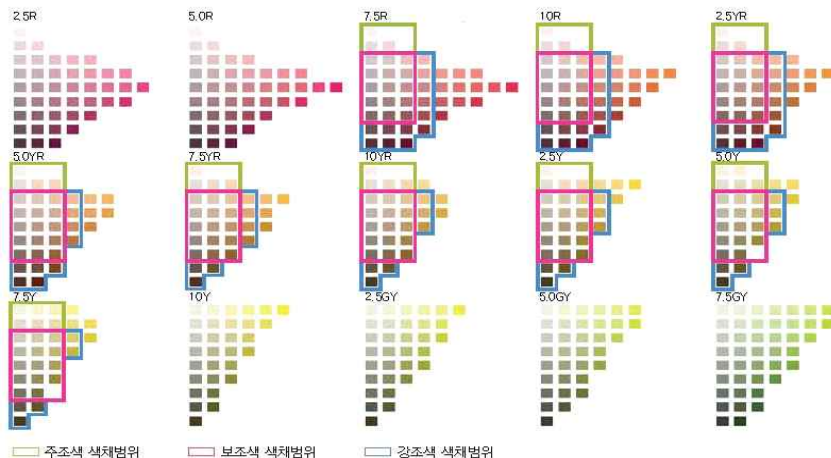 2.5R 5.0R 7.5R 10R 2.5YR
5.0YR 7.5YR 10YR 2.5Y 5.0Y
7.5Y 10Y 2.5GY 5.0GY 7.5GY
주조색 색채범위 보조색 색채범위 강조색 색채범위